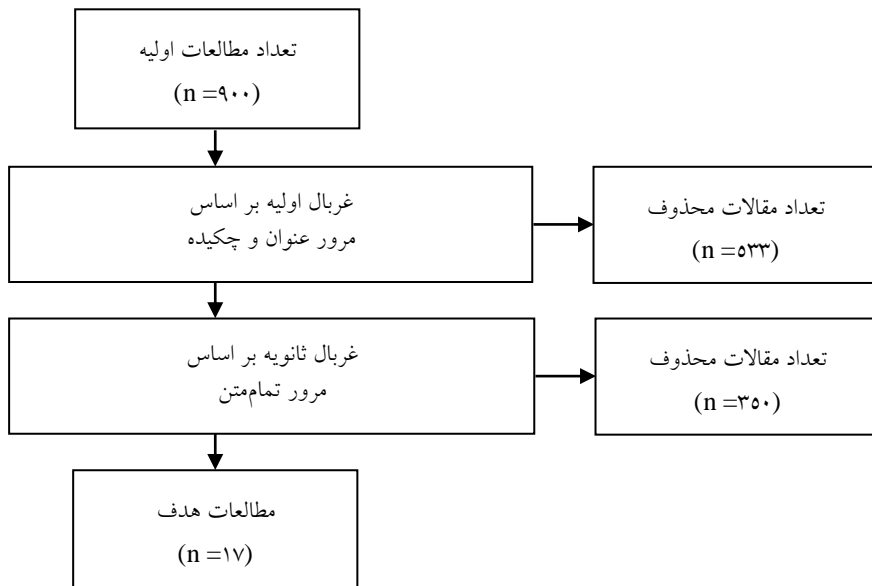 تعداد مطالعات اولیه
(n =۹۰۰)
غربال اولیه بر اساس
مرور عنوان و چکیده
تعداد مقالات محذوف
(n =۵۳۳)
غربال ثانویه بر اساس
مرور تمام‌متن
تعداد مقالات محذوف
(n =۳۵۰)
مطالعات هدف
(n =۱۷)